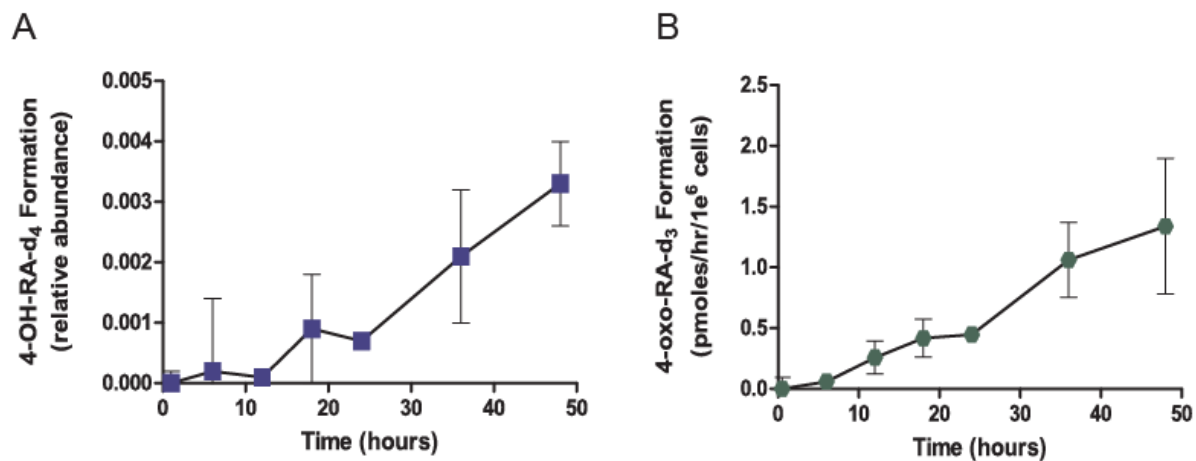 A
4-OH-RA-d₄ Formation
(relative abundance)
0.005
0.004
0.003
0.002
0.001
0.000
0 10 20 30 40 50
Time (hours)
B
4-oxo-RA-d₃ Formation
(pmoles/hr/1e⁶ cells)
2.5
2.0
1.5
1.0
0.5
0.0
10 20 30 40 50
Time (hours)